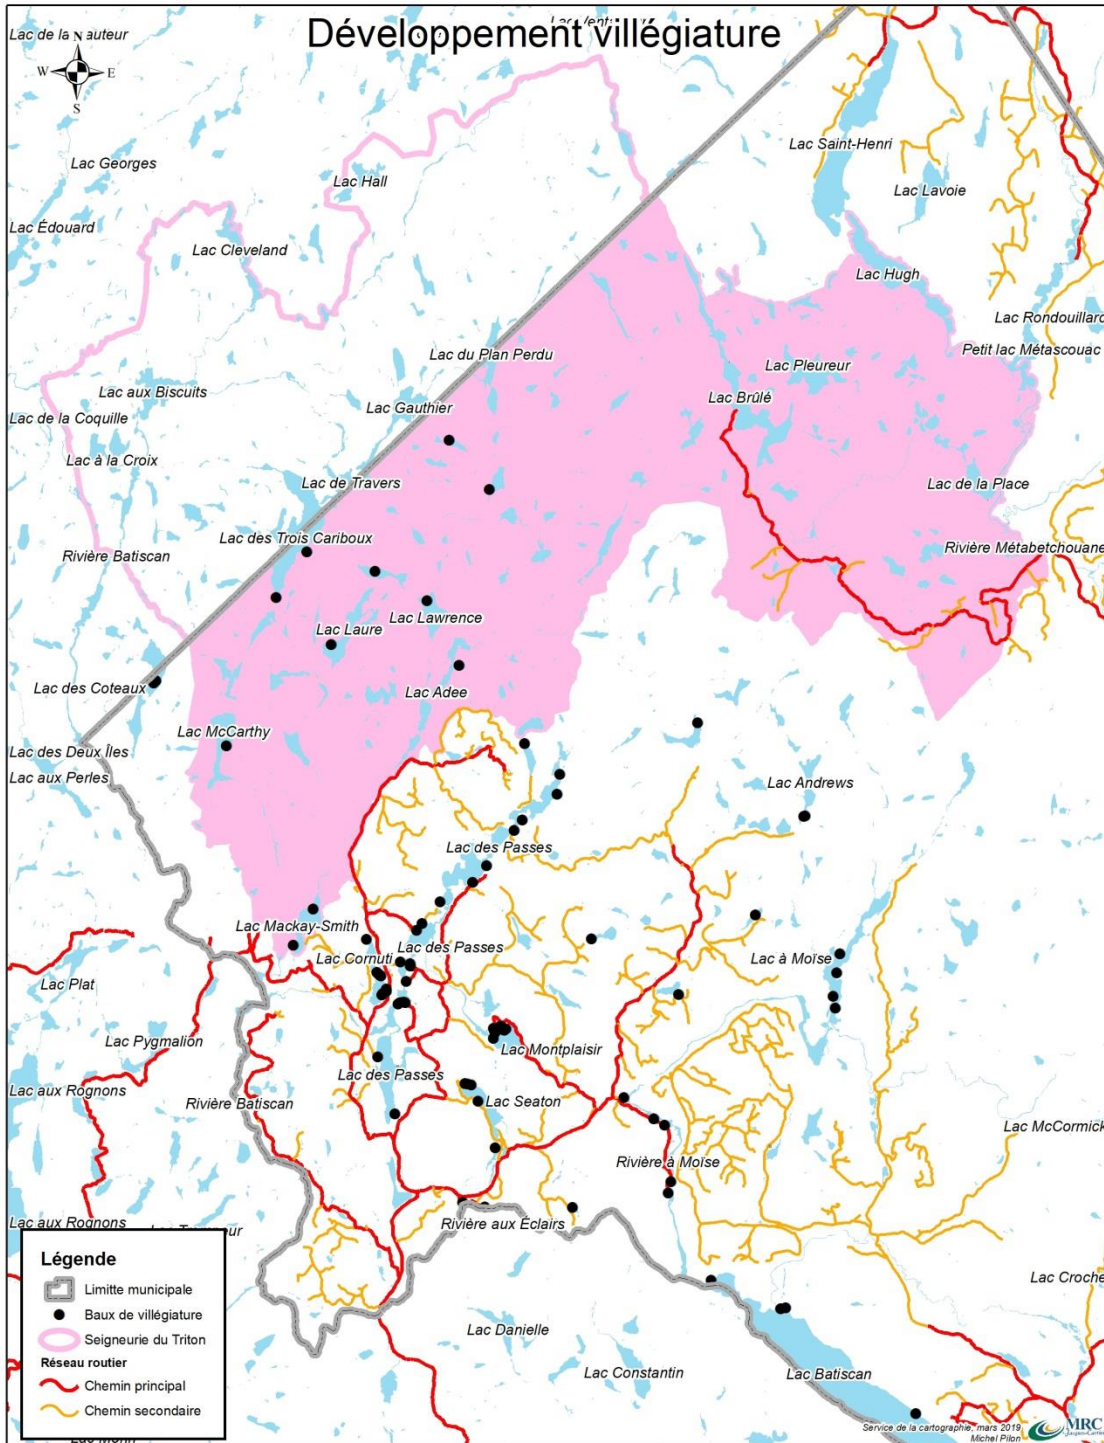 Développement villégiature
N
W
E
S
Lac Georges
Lac Saint-Henri
Lac Hall
Lac Lavoie
Lac Édouard
Lac Cleveland
Lac Hugh
Lac Rondouillard
Lac du Plan Perdu
Petit lac Métascouac
Lac Pleureur
Lac aux Biscuits
Lac Brûlé
Lac Gauthier
Lac de la Coquille
Lac à la Croix
Lac de Travers
Lac de la Place
Lac des Trois Cariboux
Rivière Métabetchouane
Rivière Batiscan
Lac Lawrence
Lac Laure
Lac des Coteaux
Lac Adee
Lac McCarthy
Lac des Deux Îles
Lac aux Perles
Lac Andrews
Lac des Passes
Lac Mackay-Smith
Lac des Passes
Lac Cornuti
Lac à Moïse
Lac Plat
Lac Pygmalion
Lac Montplaisir
Lac des Passes
Lac aux Rognons
Rivière Batiscan
Lac Seaton
Lac McCormick
Rivière à Moïse
Lac aux Rognons
Rivière aux Éclairs
Lac Croche
Lac Danielle
Lac Constantin
Lac Batiscan
Légende
Limitte municipale
Baux de villégiature
Seigneurie du Triton
Réseau routier
Chemin principal
Chemin secondaire
Service de la cartographie, mars 2019
Michel Pilon
MRC